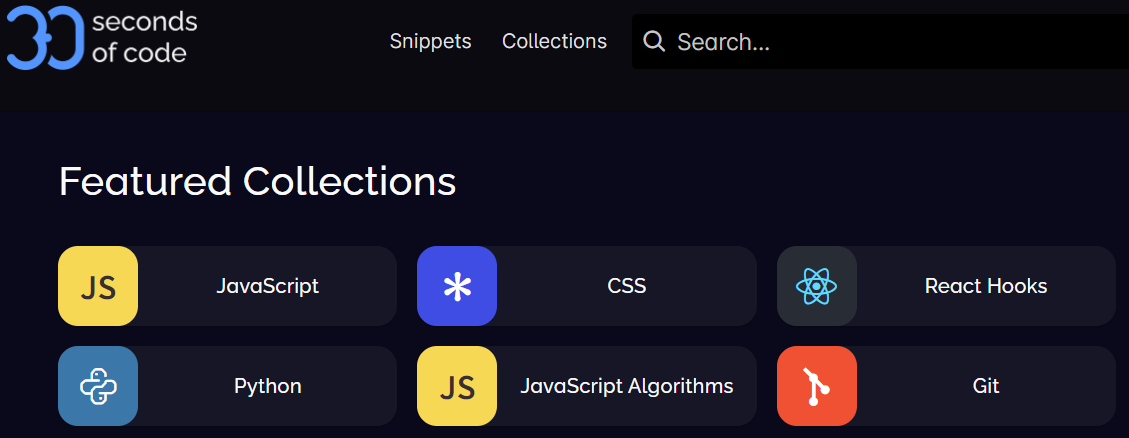 30 seconds
of code
Snippets
Collections
Search...
Featured Collections
JS
JavaScript
CSS
React Hooks
Python
JS
JavaScript Algorithms
Git